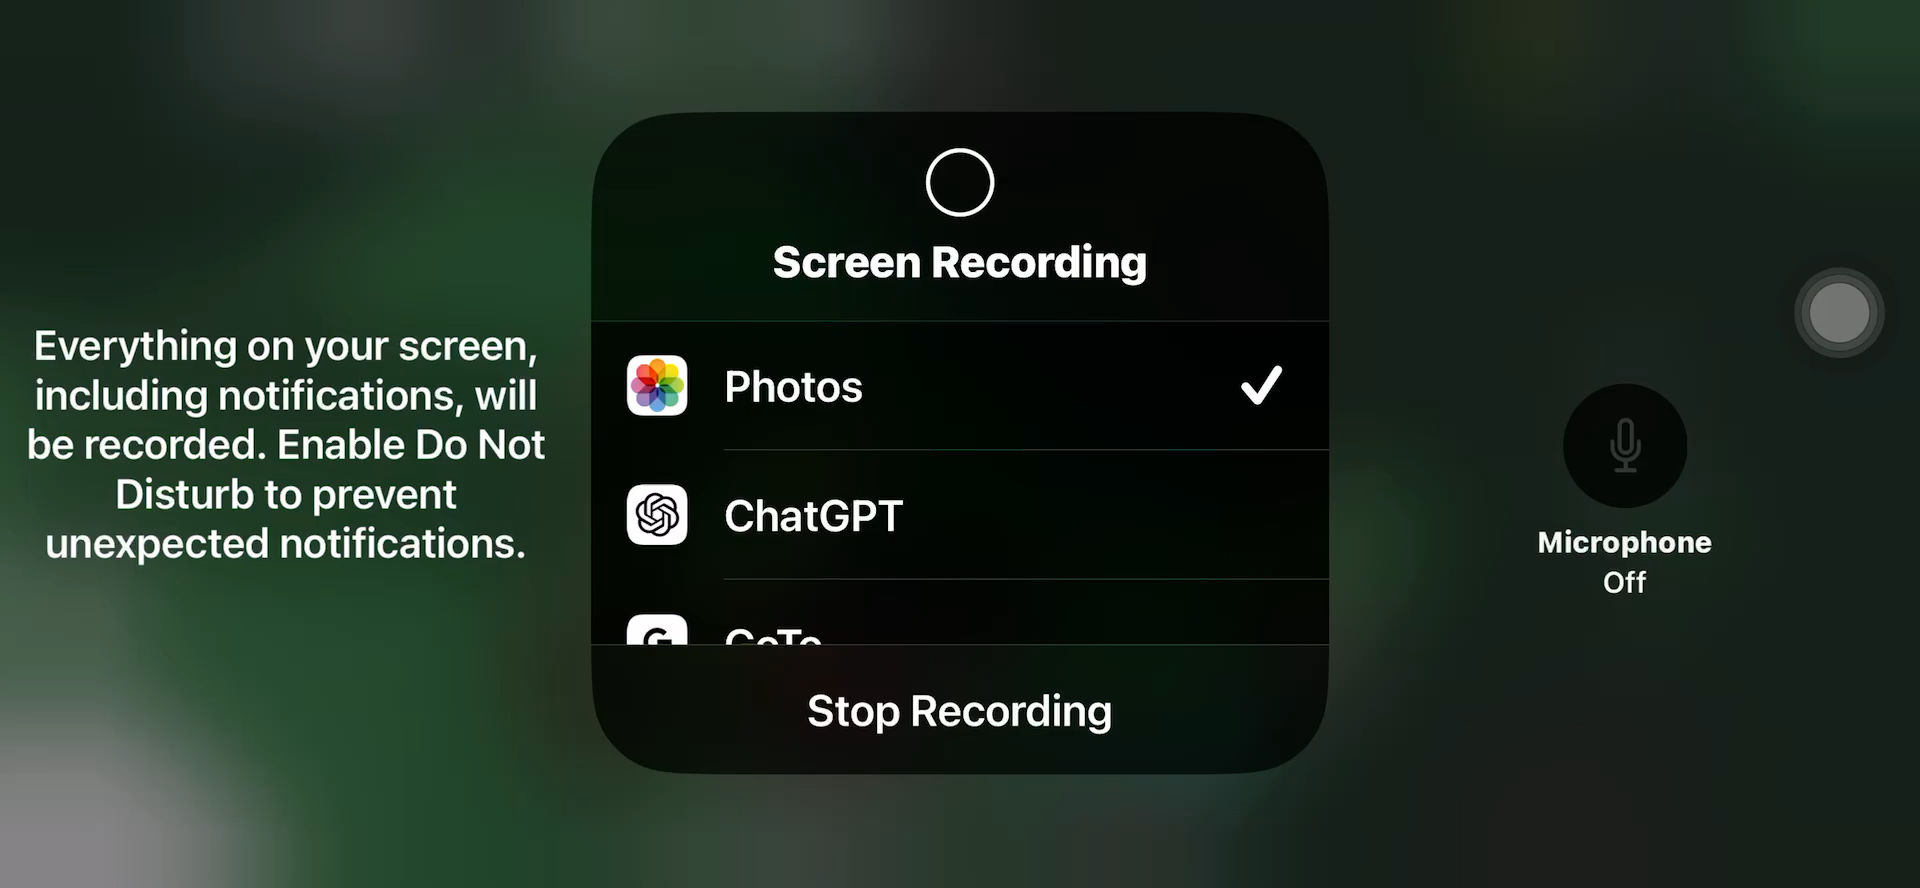 Everything on your screen,
including notifications, will
be recorded. Enable Do Not
Disturb to prevent
unexpected notifications.
Screen Recording
Photos
ChatGPT
GoTo
Stop Recording
Microphone
Off